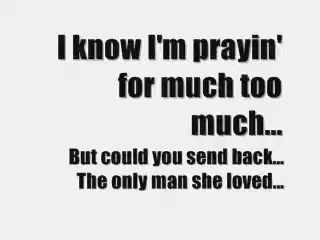 I know I'm prayin'
for much too
much...
But could you send back...
The only man she loved...